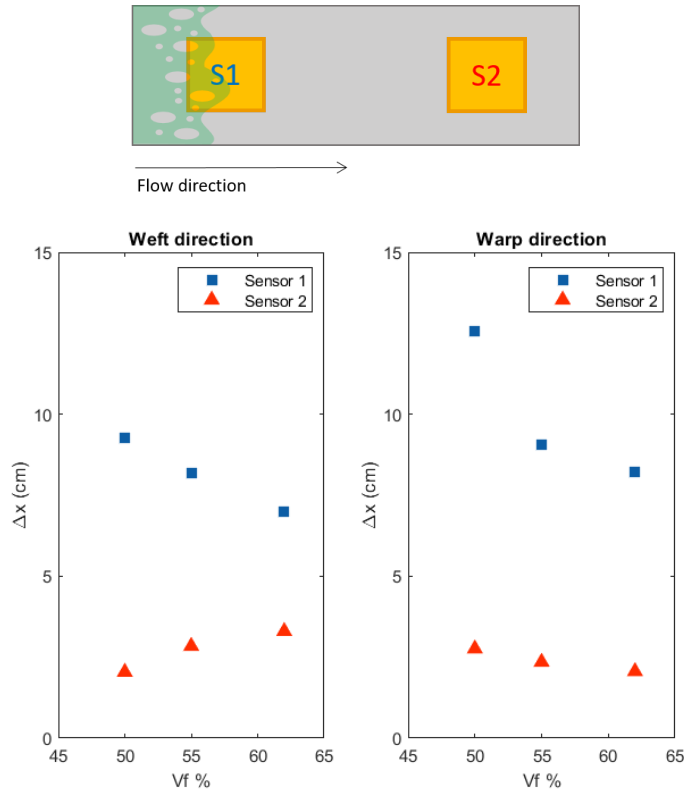 S1
S2
Flow direction
Weft direction
15
10
5
0
Δx (cm)
Sensor 1
Sensor 2
45
50
55
60
65
Vf %
Warp direction
15
10
5
0
Δx (cm)
Sensor 1
Sensor 2
45
50
55
60
65
Vf %